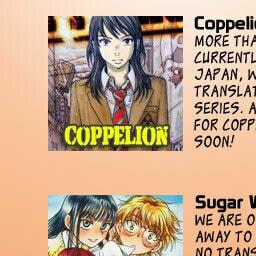 Coppelio
MORE THA
CURRENTL
JAPAN, W
TRANSLAT
SERIES. A
FOR COPP
SOON!
COPPELION
Sugar W
WE ARE O
AWAY TO
NO TRANS